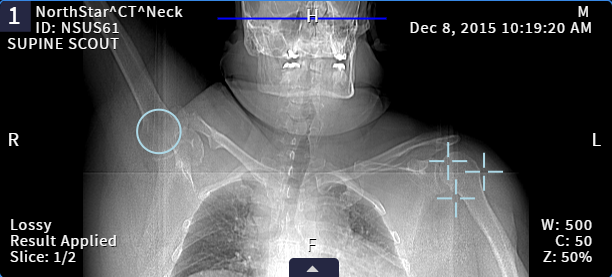 1
NorthStar^CT^Neck
ID: NSUS61
SUPINE SCOUT
H
M
Dec 8, 2015 10:19:20 AM
R
L
Lossy
Result Applied
Slice: 1/2
F
W: 500
C: 50
Z: 50%